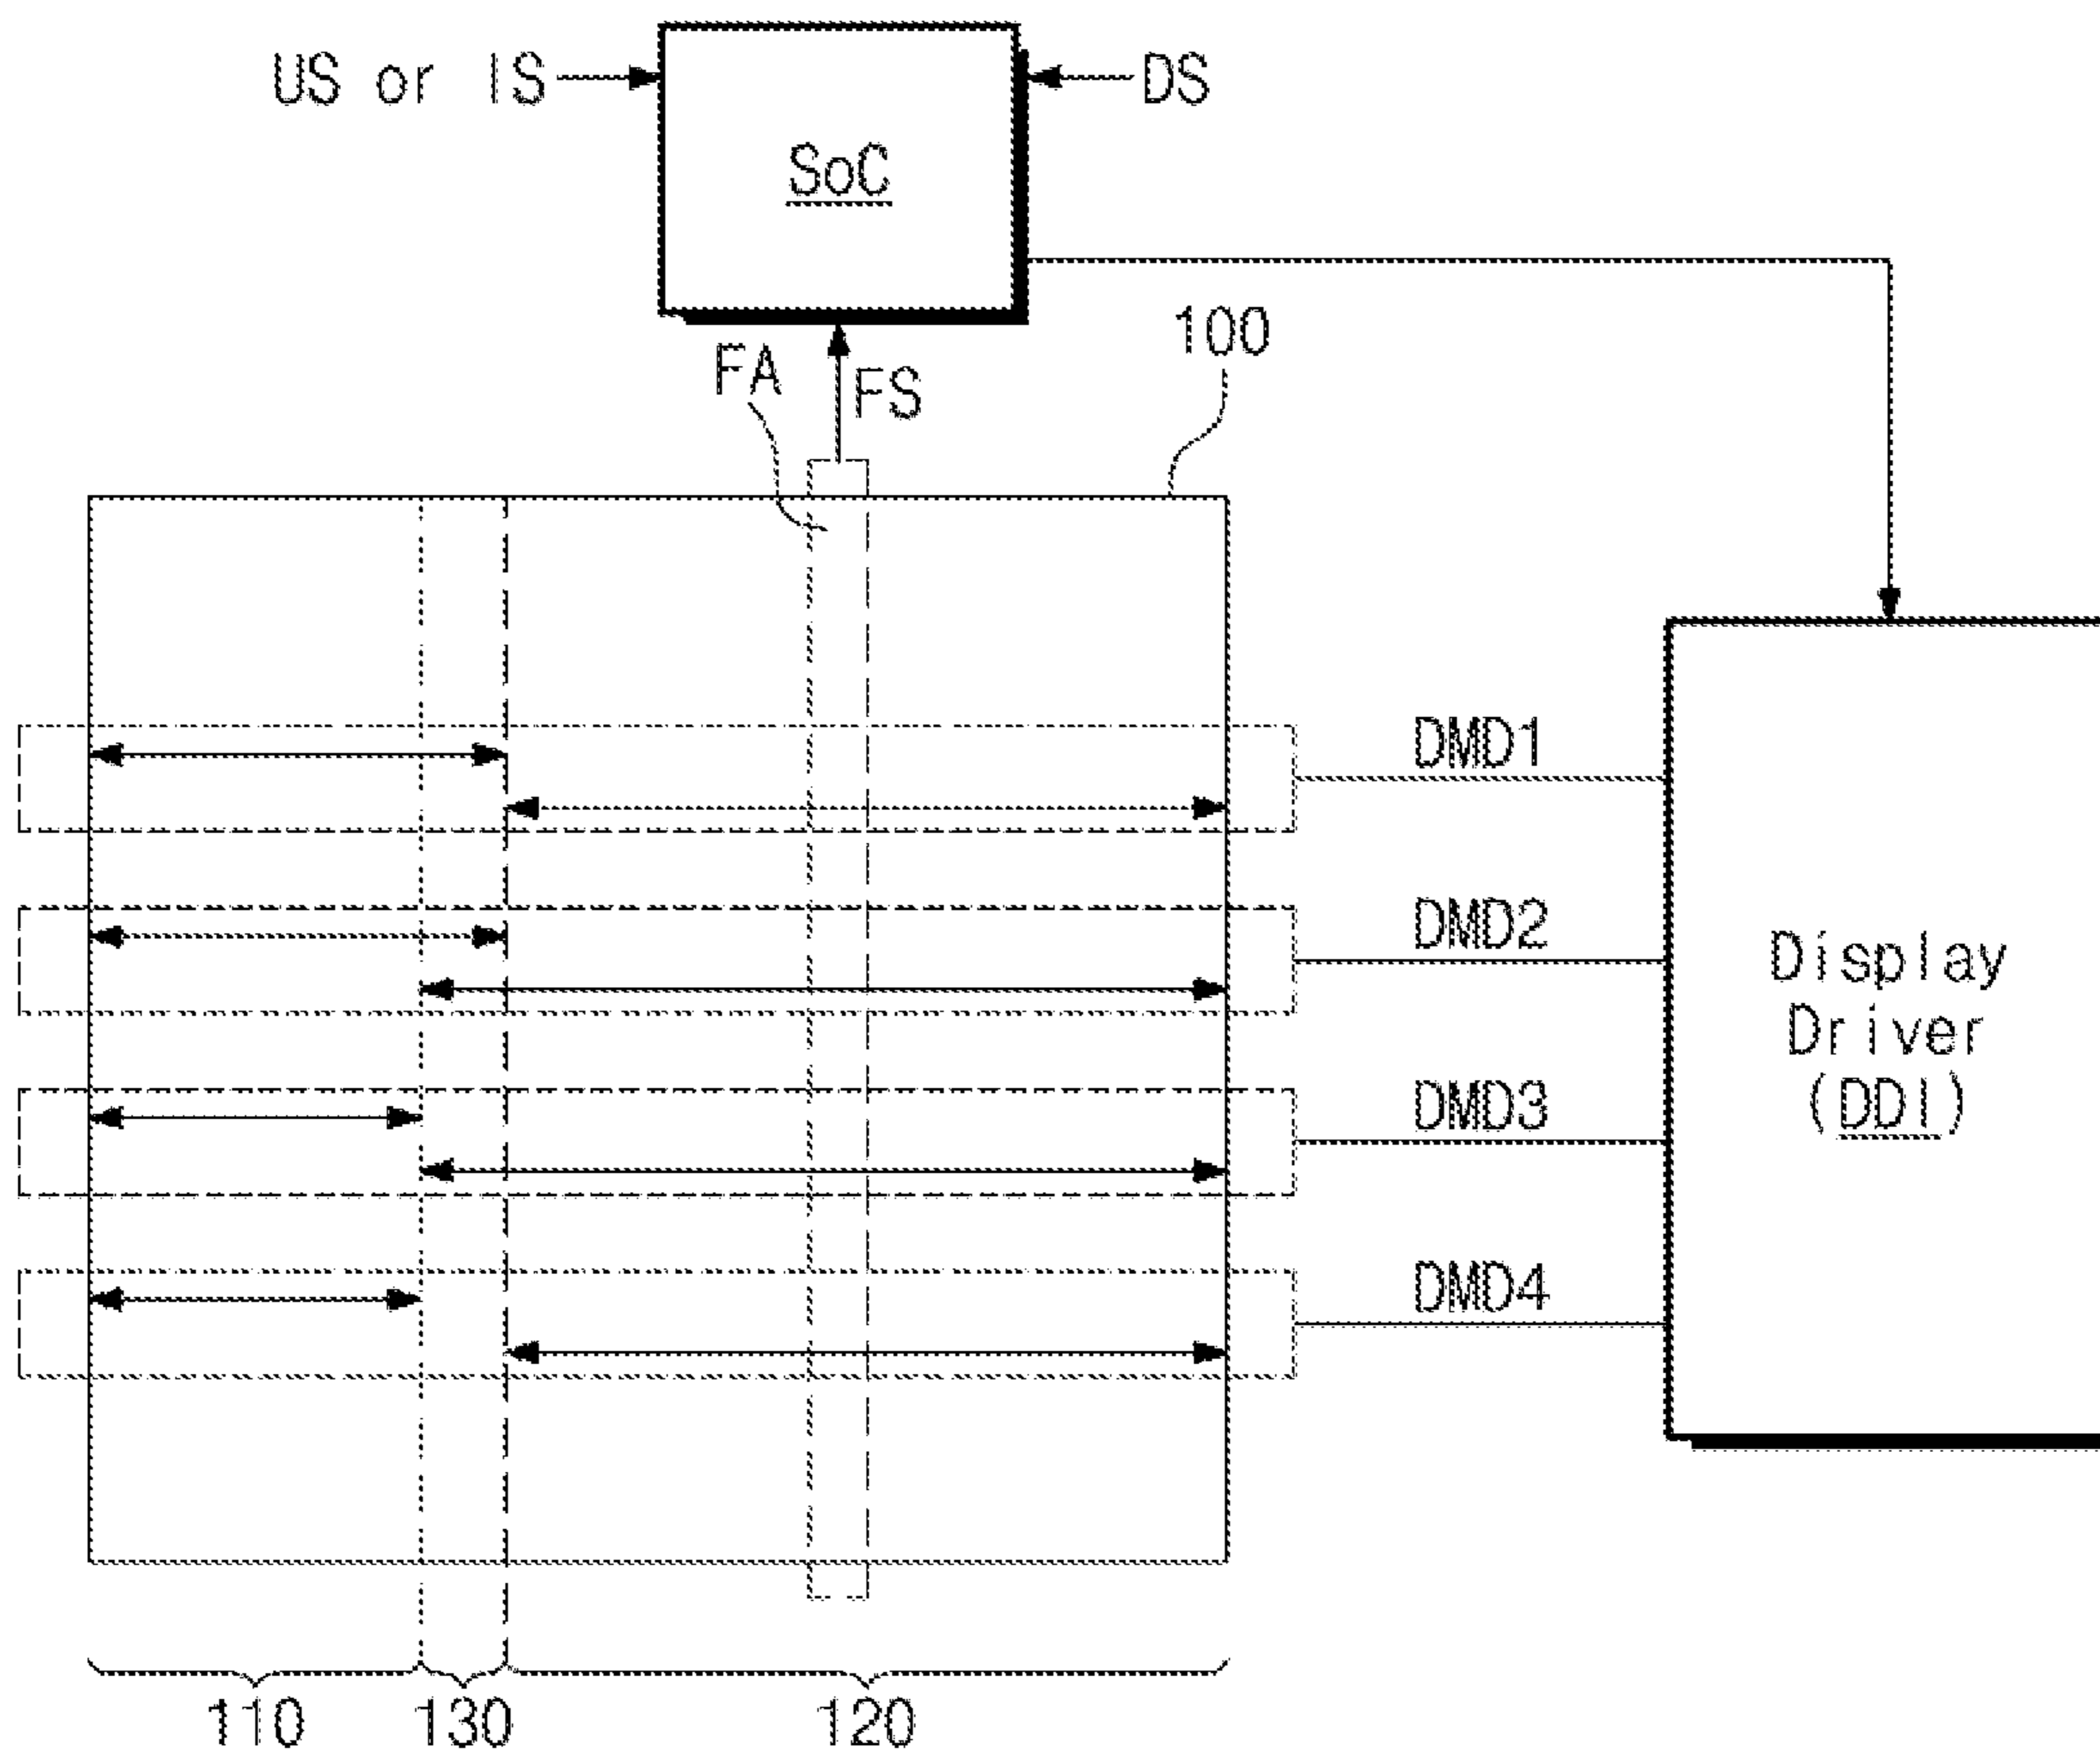 US or IS
DS
SoC
100
FA
FS
DMD1
DMD2
Display
Driver
(DDI)
DMD3
DMD4
110
130
120